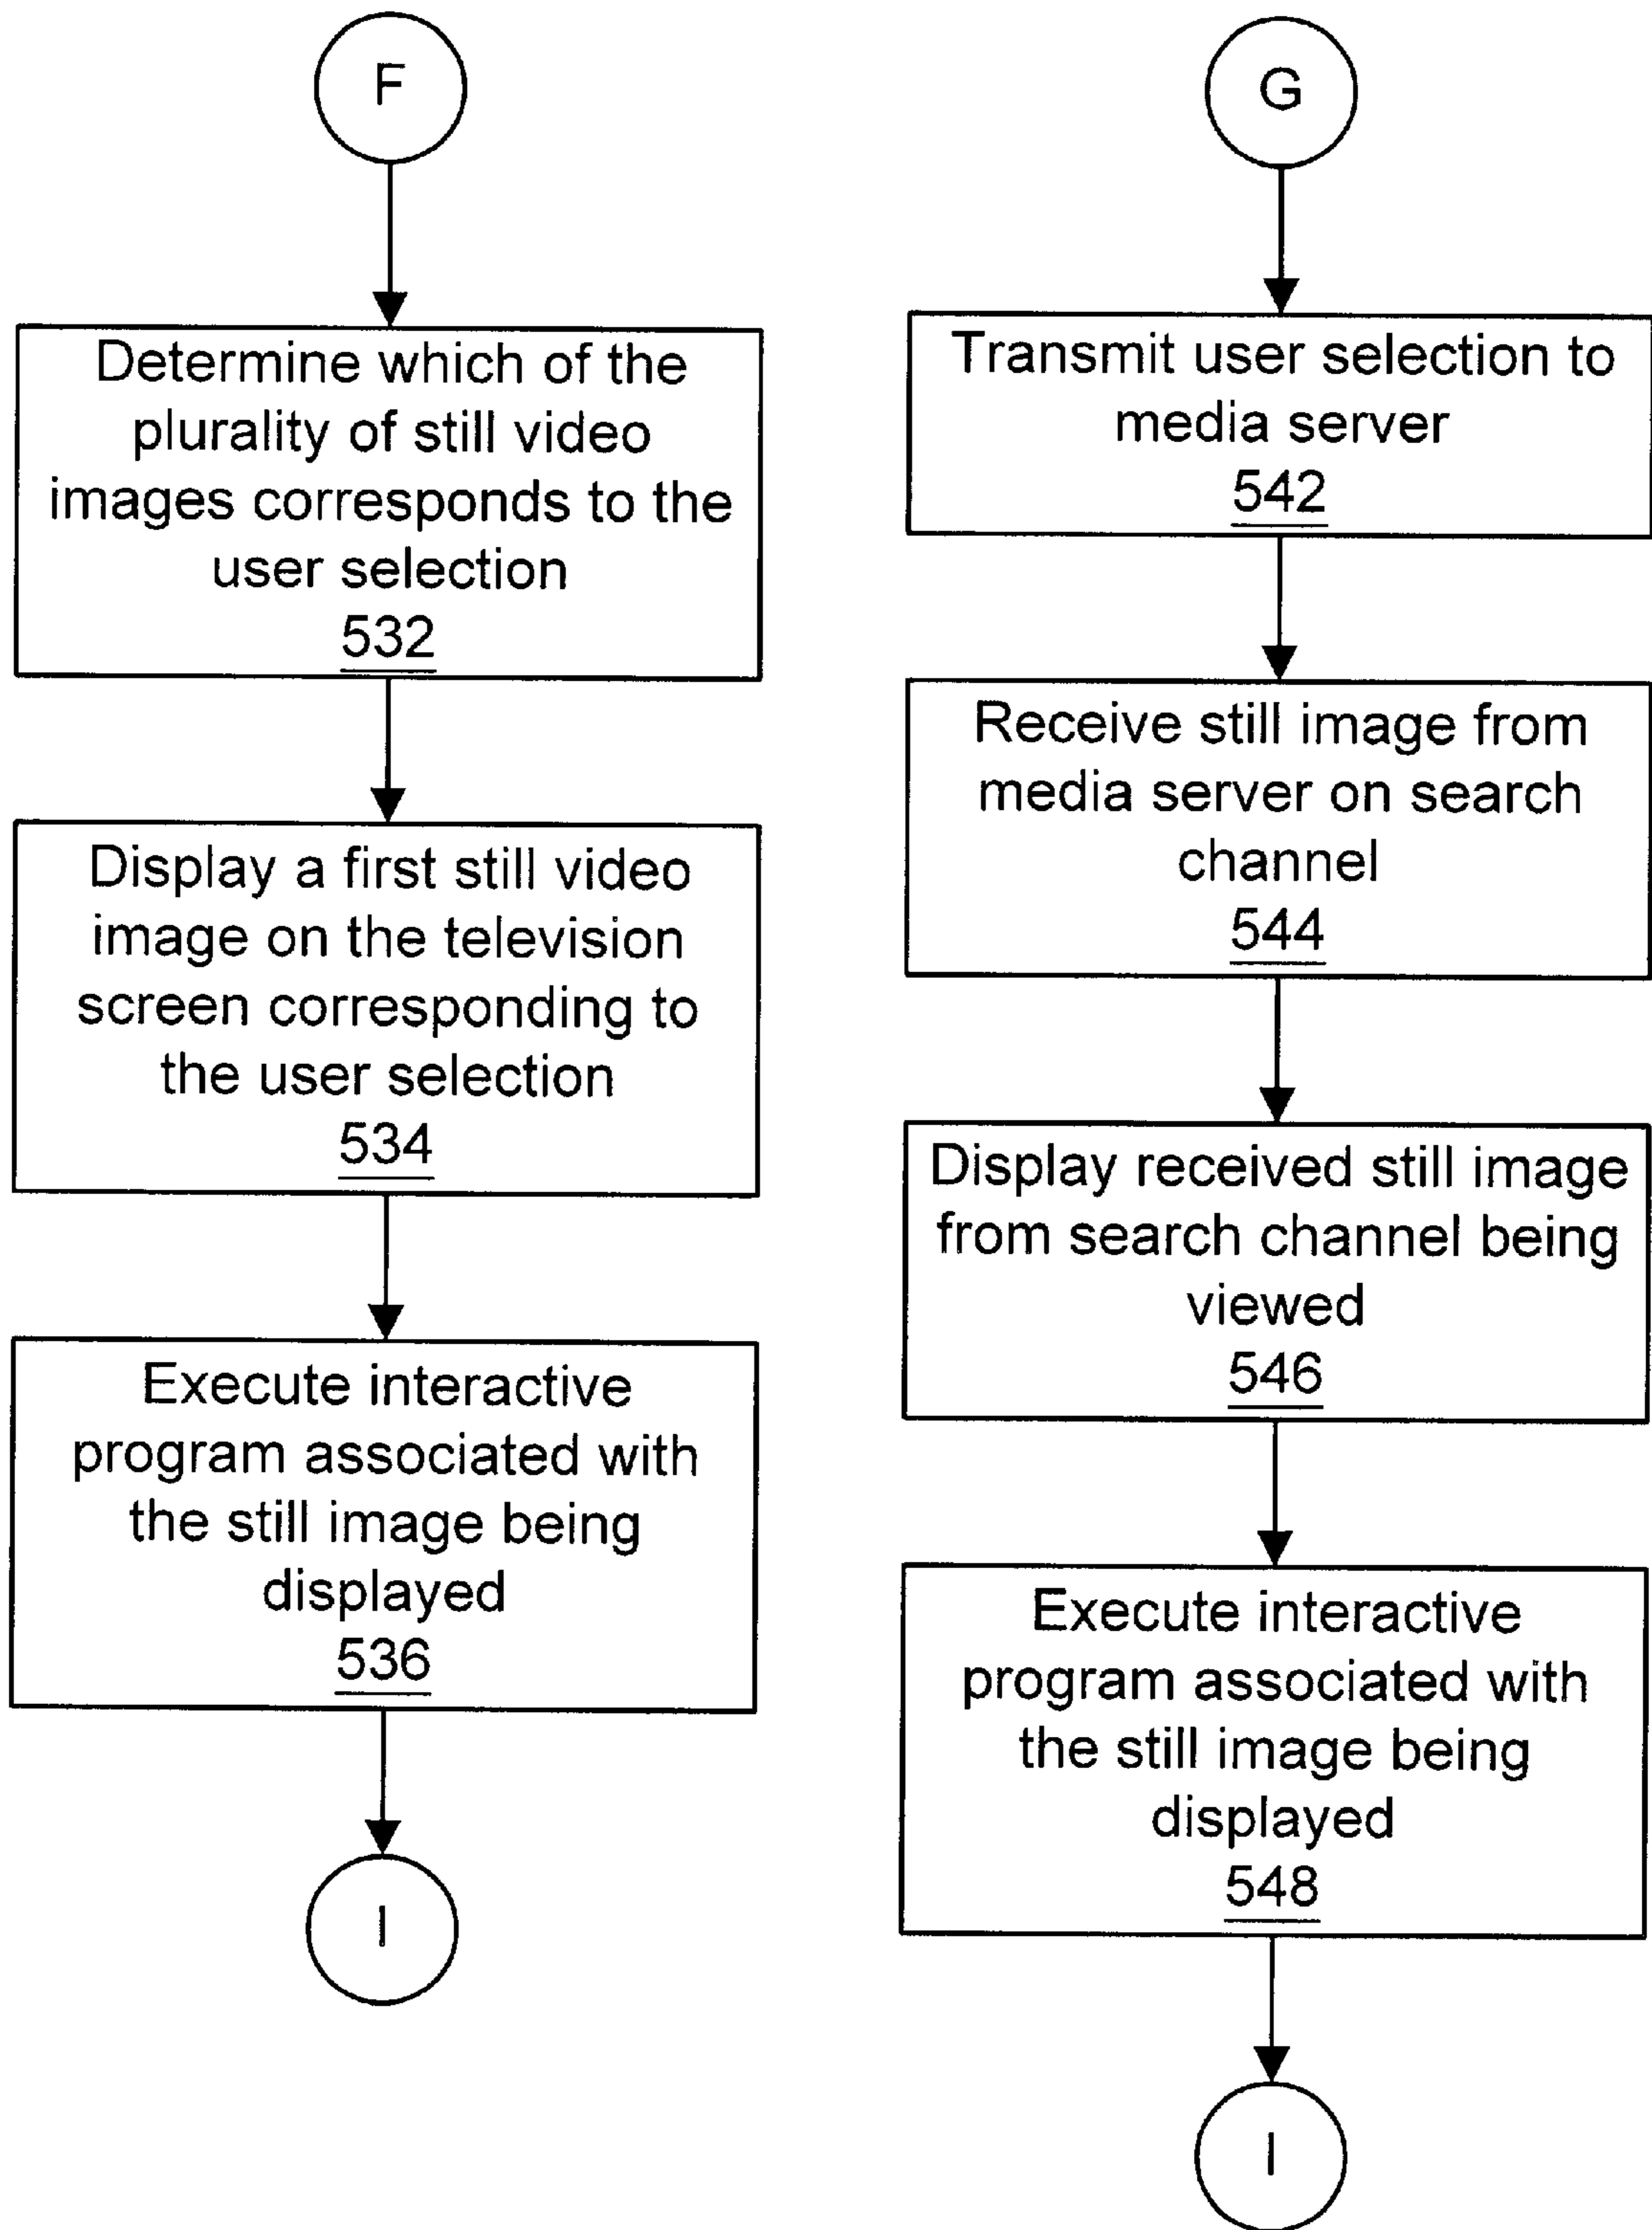 F
Determine which of the
plurality of still video
images corresponds to the
user selection
532
Display a first still video
image on the television
screen corresponding to
the user selection
534
Execute interactive
program associated with
the still image being
displayed
536
I
G
Transmit user selection to
media server
542
Receive still image from
media server on search
channel
544
Display received still image
from search channel being
viewed
546
Execute interactive
program associated with
the still image being
displayed
548
I